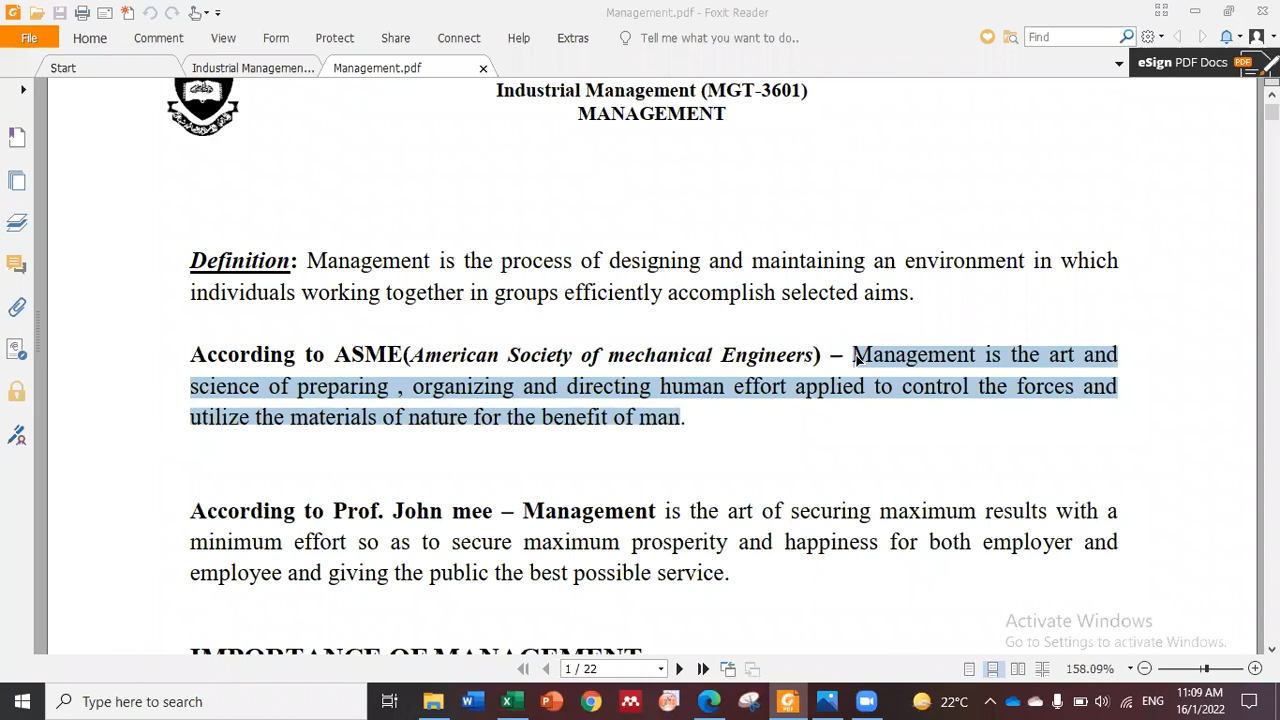 Management.pdf - Foxit Reader
File Home Comment View Form Protect Share Connect Help Extras Tell me what you want to do.. Find
Start Industrial Managemen... Management.pdf eSign PDF Docs PDF
Industrial Management (MGT-3601)
MANAGEMENT
Definition: Management is the process of designing and maintaining an environment in which
individuals working together in groups efficiently accomplish selected aims.
According to ASME(American Society of mechanical Engineers) – Management is the art and
science of preparing , organizing and directing human effort applied to control the forces and
utilize the materials of nature for the benefit of man.
According to Prof. John mee – Management is the art of securing maximum results with a
minimum effort so as to secure maximum prosperity and happiness for both employer and
employee and giving the public the best possible service.
IMPORTANCE OF MANAGEMENT
Activate Windows
Go to Settings to activate Windows.
1 / 22 158.09%
Type here to search 22°C ENG 11:09 AM
16/1/2022